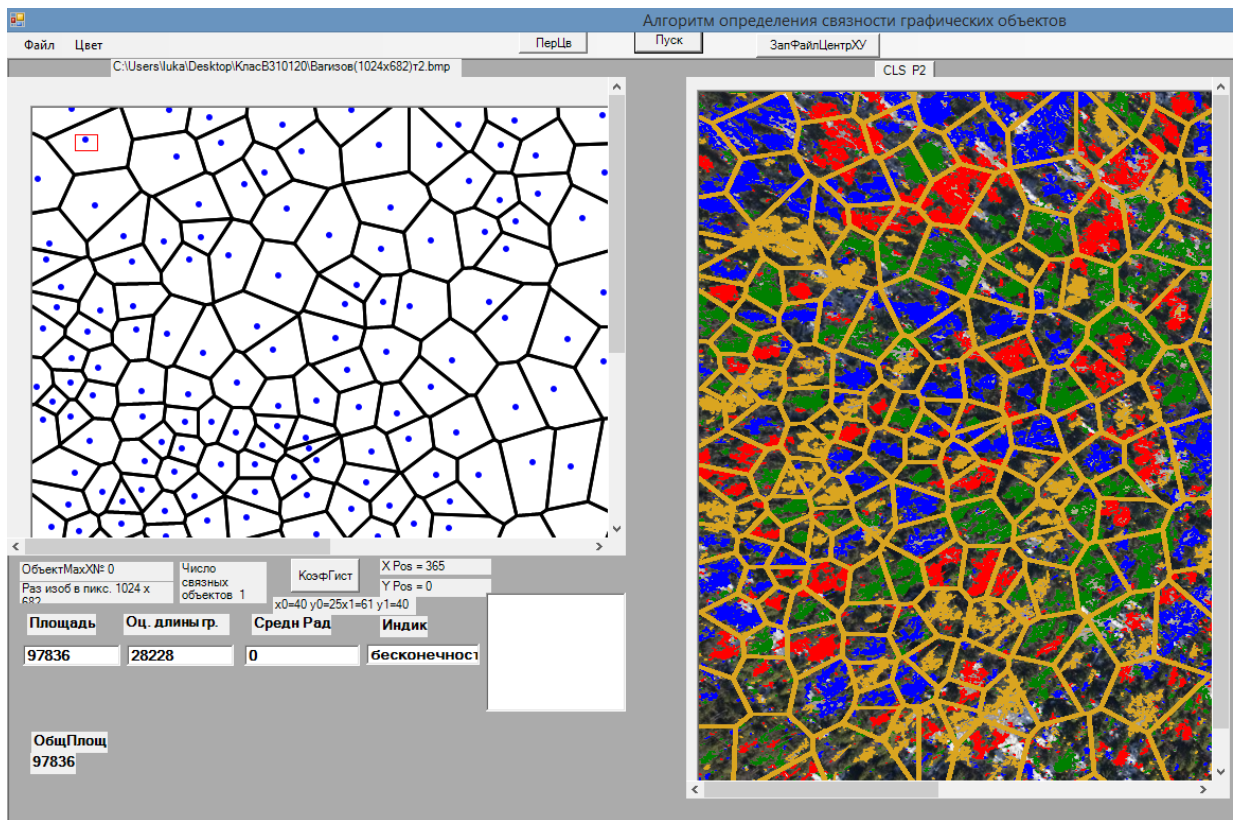 Алгоритм определения связности графических объектов
Файл Цвет ПерЦв Пуск ЗапФайлЦентрХУ
C:\Users\luka\Desktop\КласВ310120\Вагизов(1024x682)т2.bmp
CLS P2
ОбъектМахХ№ 0
Раз изоб в пикс. 1024 x
682
Число
связных
объектов 1
КоэфГист
X Pos = 365
Y Pos = 0
x0=40 y0=25x1=61 y1=40
Площадь Оц. длины гр. Средн Рад Индик
97836 28228 0 бесконечност
ОбщПлощ
97836